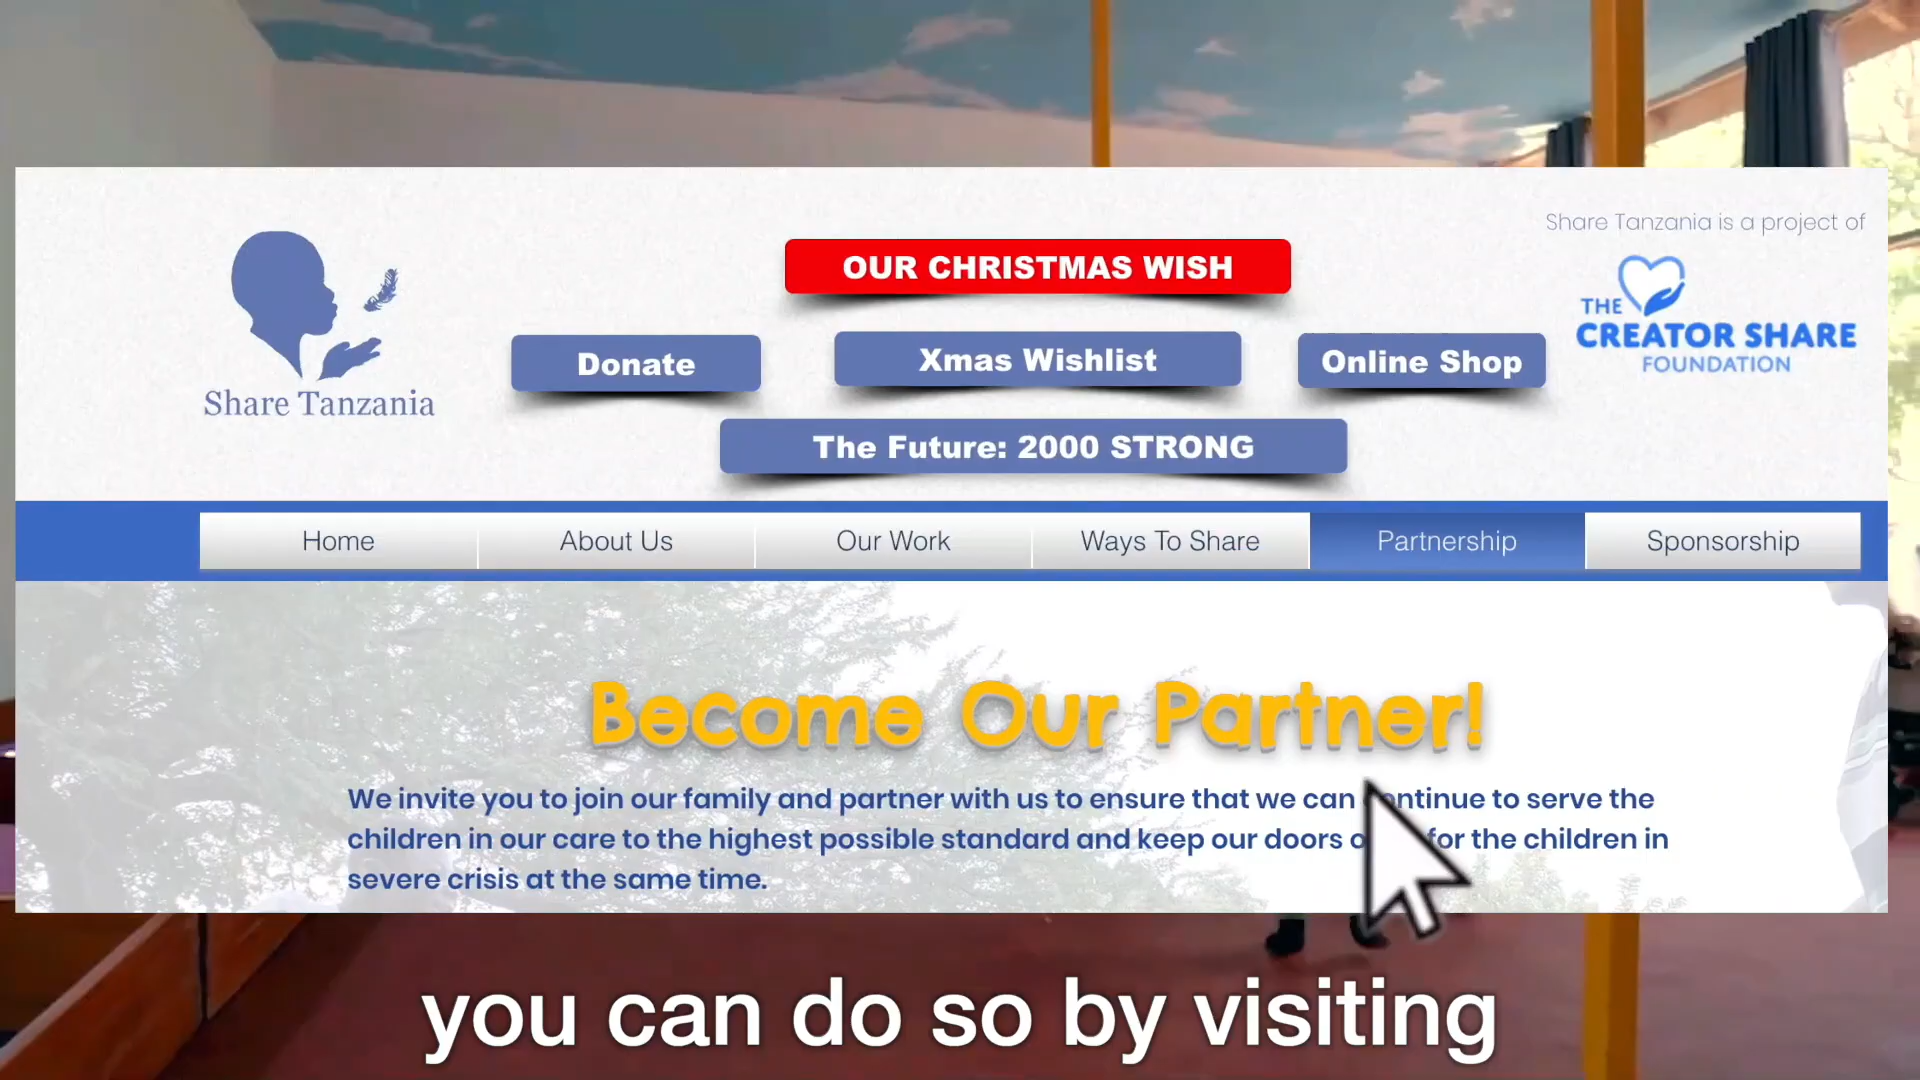 Share Tanzania is a project of
OUR CHRISTMAS WISH
THE
CREATOR SHARE
FOUNDATION
Donate
Xmas Wishlist
Online Shop
Share Tanzania
The Future: 2000 STRONG
Home
About Us
Our Work
Ways To Share
Partnership
Sponsorship
Become Our Partner!
We invite you to join our family and partner with us to ensure that we can continue to serve the
children in our care to the highest possible standard and keep our doors for the children in
severe crisis at the same time.
you can do so by visiting